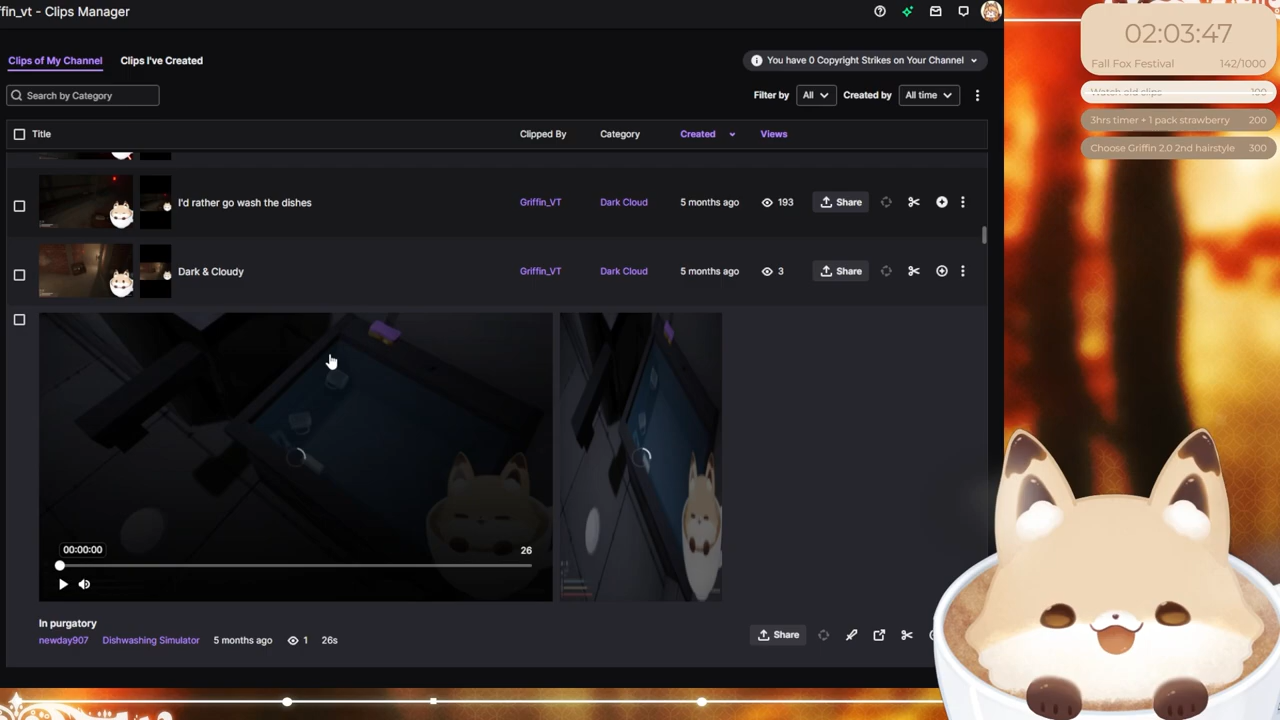 fin_vt - Clips Manager
Clips of My Channel
Clips I've Created
You have 0 Copyright Strikes on Your Channel
Search by Category
Filter by
All
Created by
All time
Title
Clipped By
Category
Created
Views
I'd rather go wash the dishes
Griffin_VT
Dark Cloud
5 months ago
193
Share
Dark & Cloudy
Griffin_VT
Dark Cloud
5 months ago
3
Share
00:00:00
26
In purgatory
newday907
Dishwashing Simulator
5 months ago
1
26s
Share
02:03:47
Fall Fox Festival
142/1000
Watch old clips
100
3hrs timer + 1 pack strawberry
200
Choose Griffin 2.0 2nd hairstyle
300